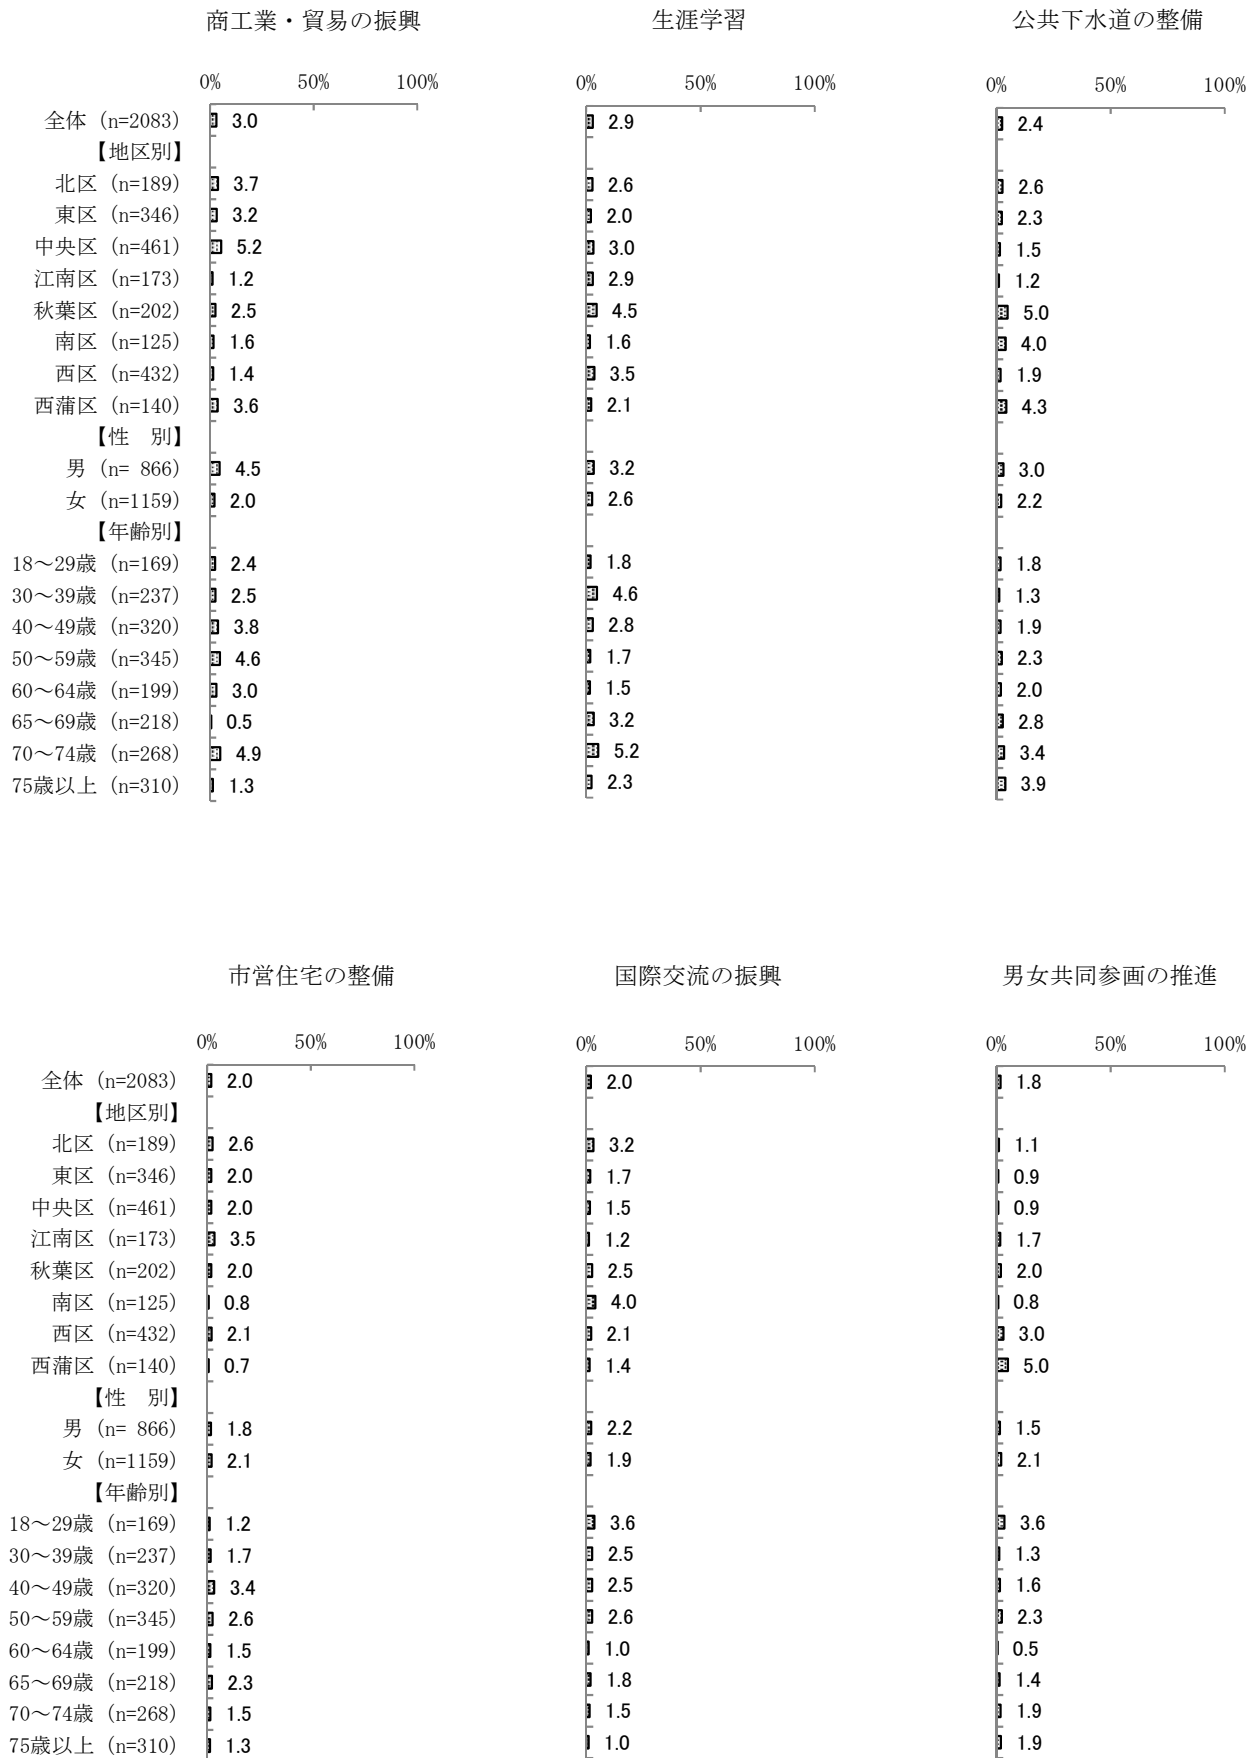 商工業・貿易の振興 生涯学習 公共下水道の整備
0% 50% 100% 0% 50% 100% 0% 50% 100%
全体 (n=2083) 3.0 2.9 2.4
【地区別】
北区 (n=189) 3.7 2.6 2.6
東区 (n=346) 3.2 2.0 2.3
中央区 (n=461) 5.2 3.0 1.5
江南区 (n=173) 1.2 2.9 1.2
秋葉区 (n=202) 2.5 4.5 5.0
南区 (n=125) 1.6 1.6 4.0
西区 (n=432) 1.4 3.5 1.9
西蒲区 (n=140) 3.6 2.1 4.3
【性　別】
男 (n= 866) 4.5 3.2 3.0
女 (n=1159) 2.0 2.6 2.2
【年齢別】
18～29歳 (n=169) 2.4 1.8 1.8
30～39歳 (n=237) 2.5 4.6 1.3
40～49歳 (n=320) 3.8 2.8 1.9
50～59歳 (n=345) 4.6 1.7 2.3
60～64歳 (n=199) 3.0 1.5 2.0
65～69歳 (n=218) 0.5 3.2 2.8
70～74歳 (n=268) 4.9 5.2 3.4
75歳以上 (n=310) 1.3 2.3 3.9
市営住宅の整備 国際交流の振興 男女共同参画の推進
0% 50% 100% 0% 50% 100% 0% 50% 100%
全体 (n=2083) 2.0 2.0 1.8
【地区別】
北区 (n=189) 2.6 3.2 1.1
東区 (n=346) 2.0 1.7 0.9
中央区 (n=461) 2.0 1.5 0.9
江南区 (n=173) 3.5 1.2 1.7
秋葉区 (n=202) 2.0 2.5 2.0
南区 (n=125) 0.8 4.0 0.8
西区 (n=432) 2.1 2.1 3.0
西蒲区 (n=140) 0.7 1.4 5.0
【性　別】
男 (n= 866) 1.8 2.2 1.5
女 (n=1159) 2.1 1.9 2.1
【年齢別】
18～29歳 (n=169) 1.2 3.6 3.6
30～39歳 (n=237) 1.7 2.5 1.3
40～49歳 (n=320) 3.4 2.5 1.6
50～59歳 (n=345) 2.6 2.6 2.3
60～64歳 (n=199) 1.5 1.0 0.5
65～69歳 (n=218) 2.3 1.8 1.4
70～74歳 (n=268) 1.5 1.5 1.9
75歳以上 (n=310) 1.3 1.0 1.9